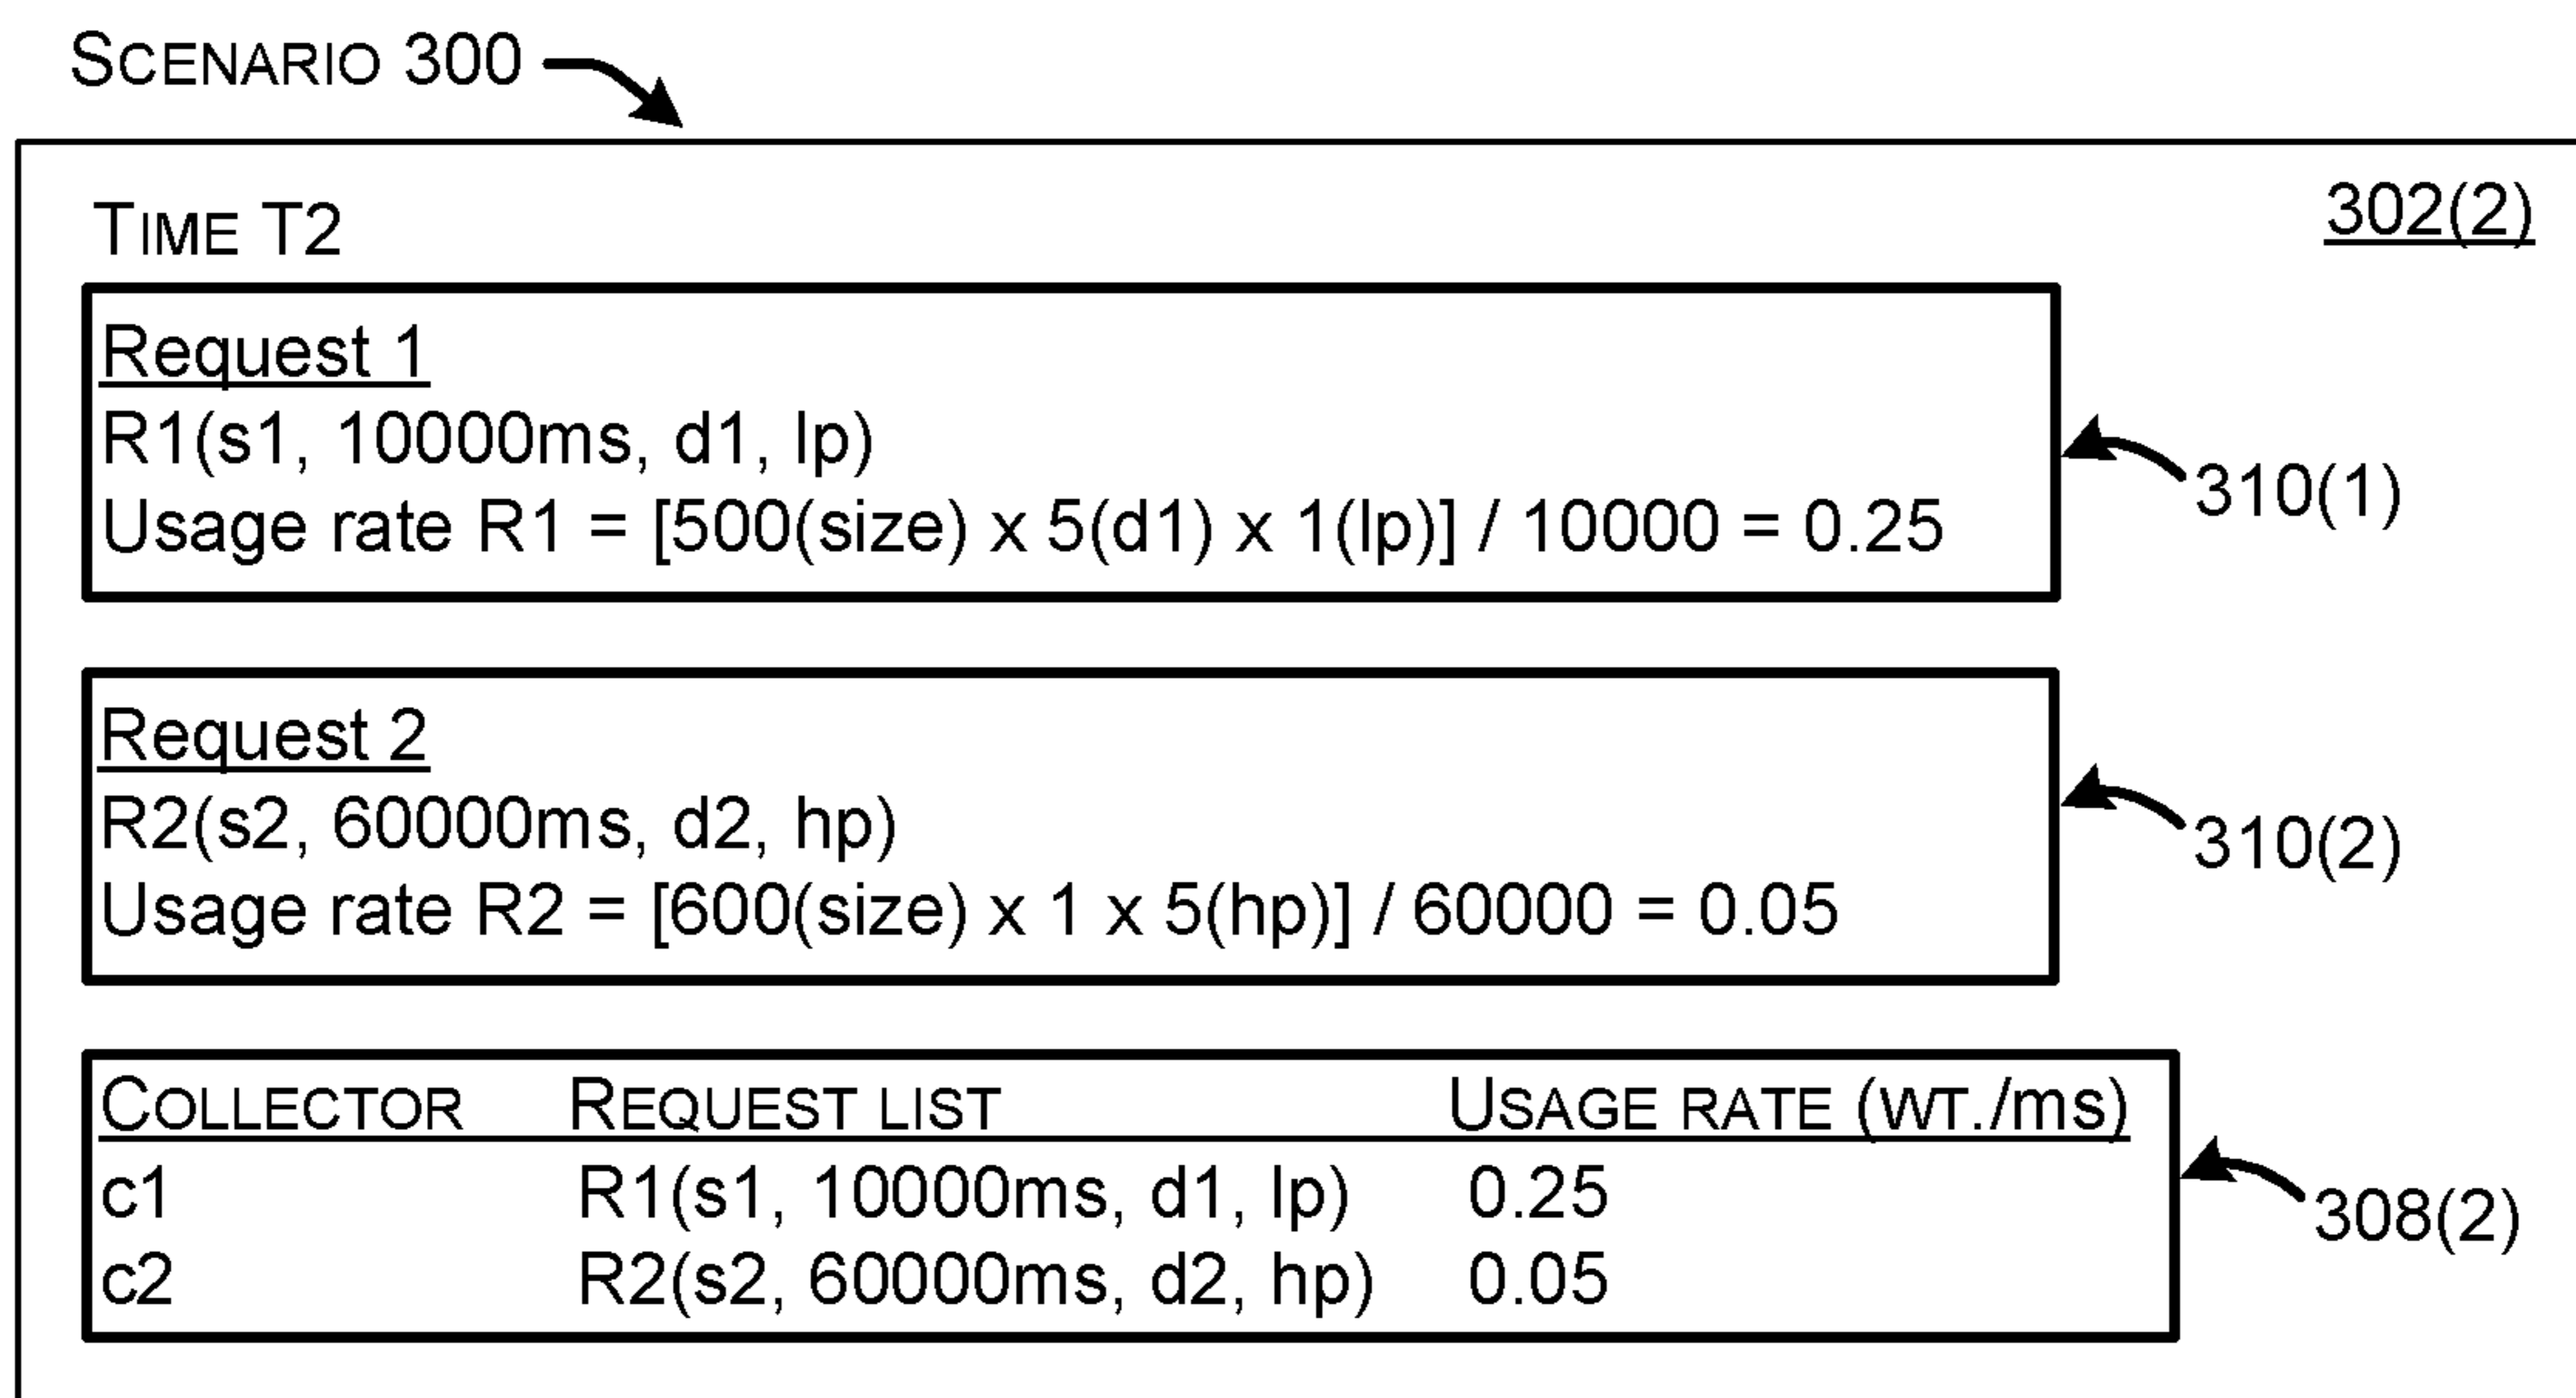 SCENARIO 300
TIME T2
302(2)
Request 1
R1(s1, 10000ms, d1, lp)
Usage rate R1 = [500(size) x 5(d1) x 1(lp)] / 10000 = 0.25
310(1)
Request 2
R2(s2, 60000ms, d2, hp)
Usage rate R2 = [600(size) x 1 x 5(hp)] / 60000 = 0.05
310(2)
COLLECTOR REQUEST LIST USAGE RATE (WT./ms)
c1 R1(s1, 10000ms, d1, lp) 0.25
c2 R2(s2, 60000ms, d2, hp) 0.05
308(2)